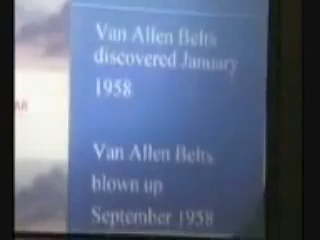 Van Allen Belts
discovered January
1958
Van Allen Belts
blown up
September 1958